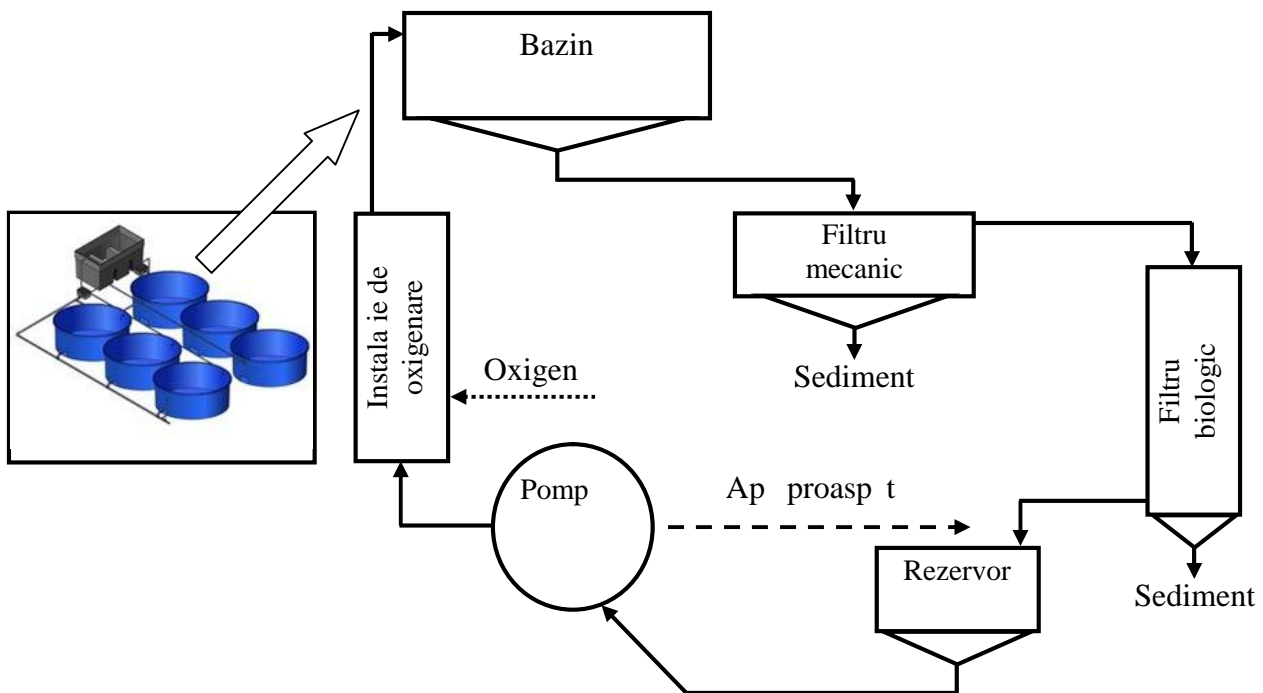 Bazin
Filtru
mecanic
Instala ie de
oxigenare
Oxigen
Sediment
Filtru
biologic
Pomp
Ap proasp t
Rezervor
Sediment